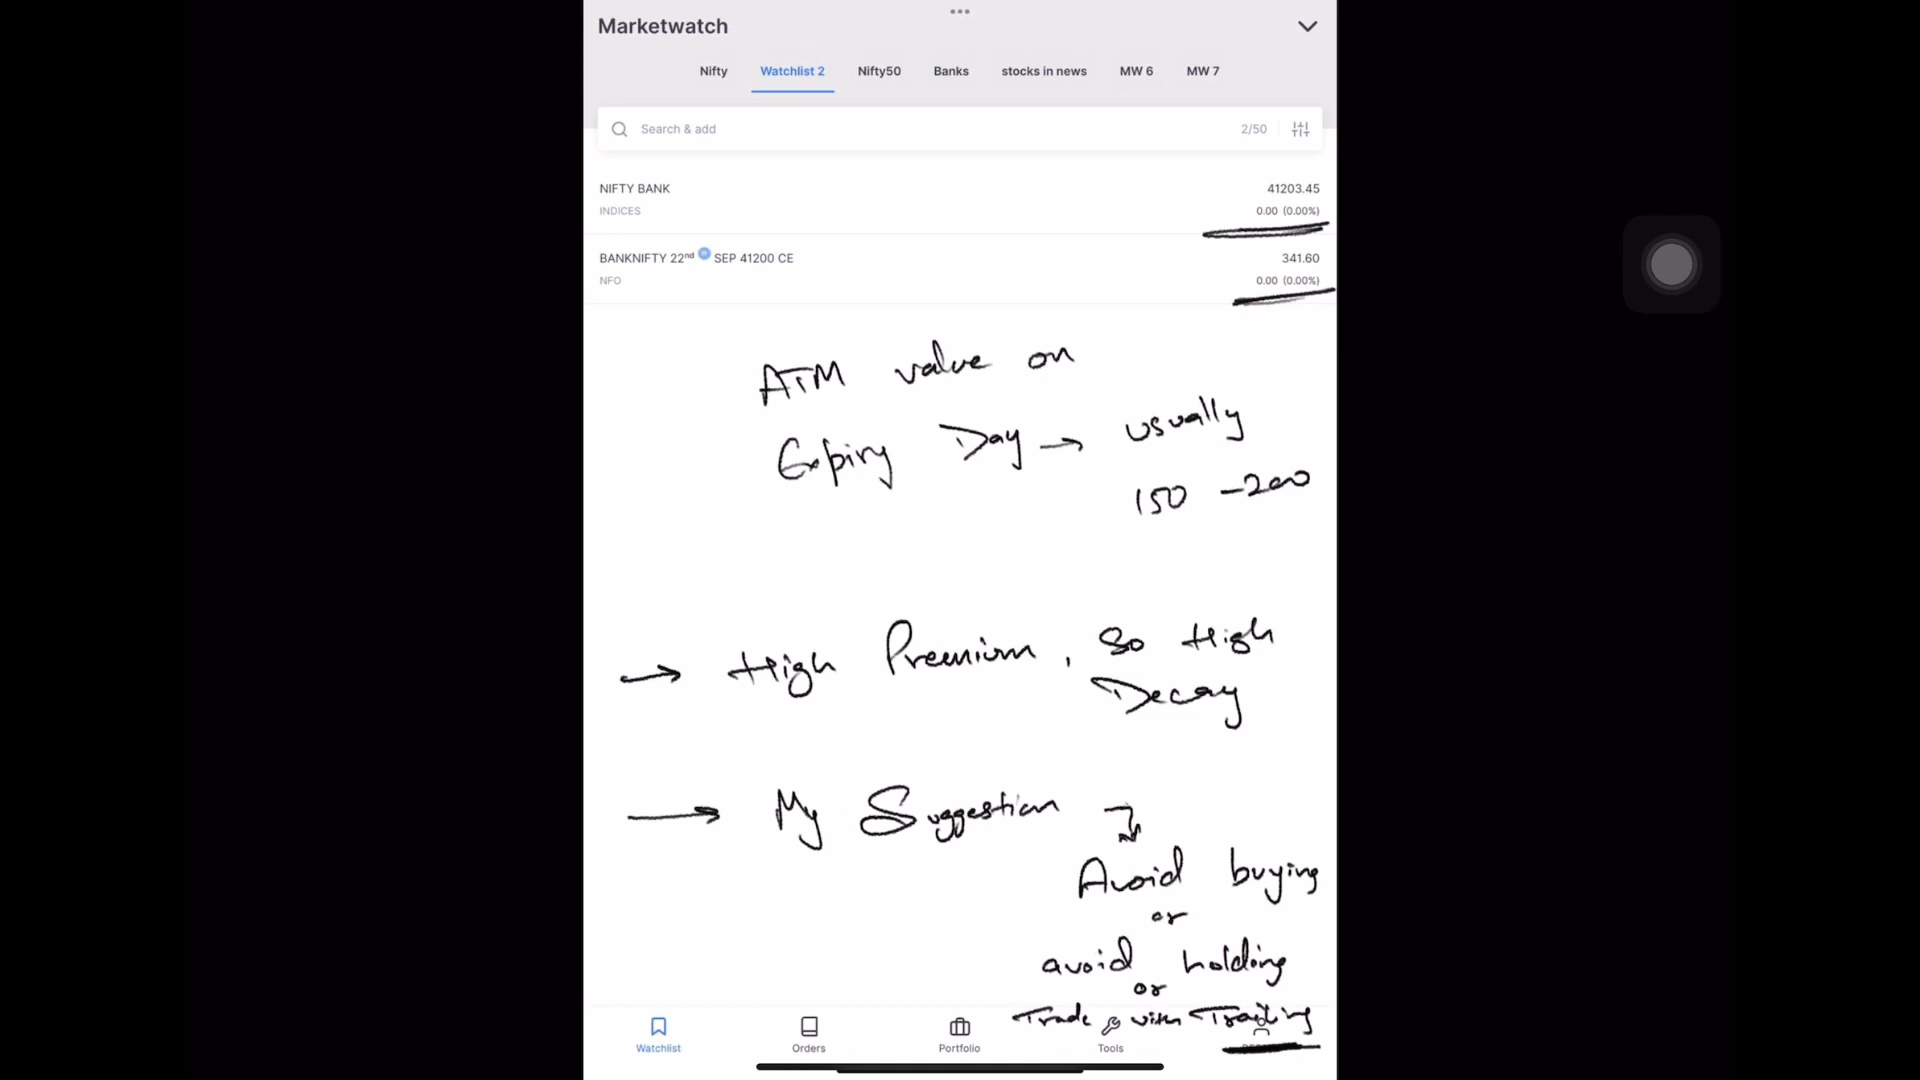 Marketwatch
Nifty Watchlist 2 Nifty50 Banks stocks in news MW 6 MW 7
Search & add 2/50
NIFTY BANK 41203.45
INDICES 0.00 (0.00%)
BANKNIFTY 22nd W SEP 41200 CE 341.60
NFO 0.00 (0.00%)
ATM value on
Expiry Day → usually
150 - 200
→ High Premium, So High
Decay
→ My Suggestion
Avoid buying
or
avoid holding
or
Trade with Trailing
Watchlist Orders Portfolio Tools